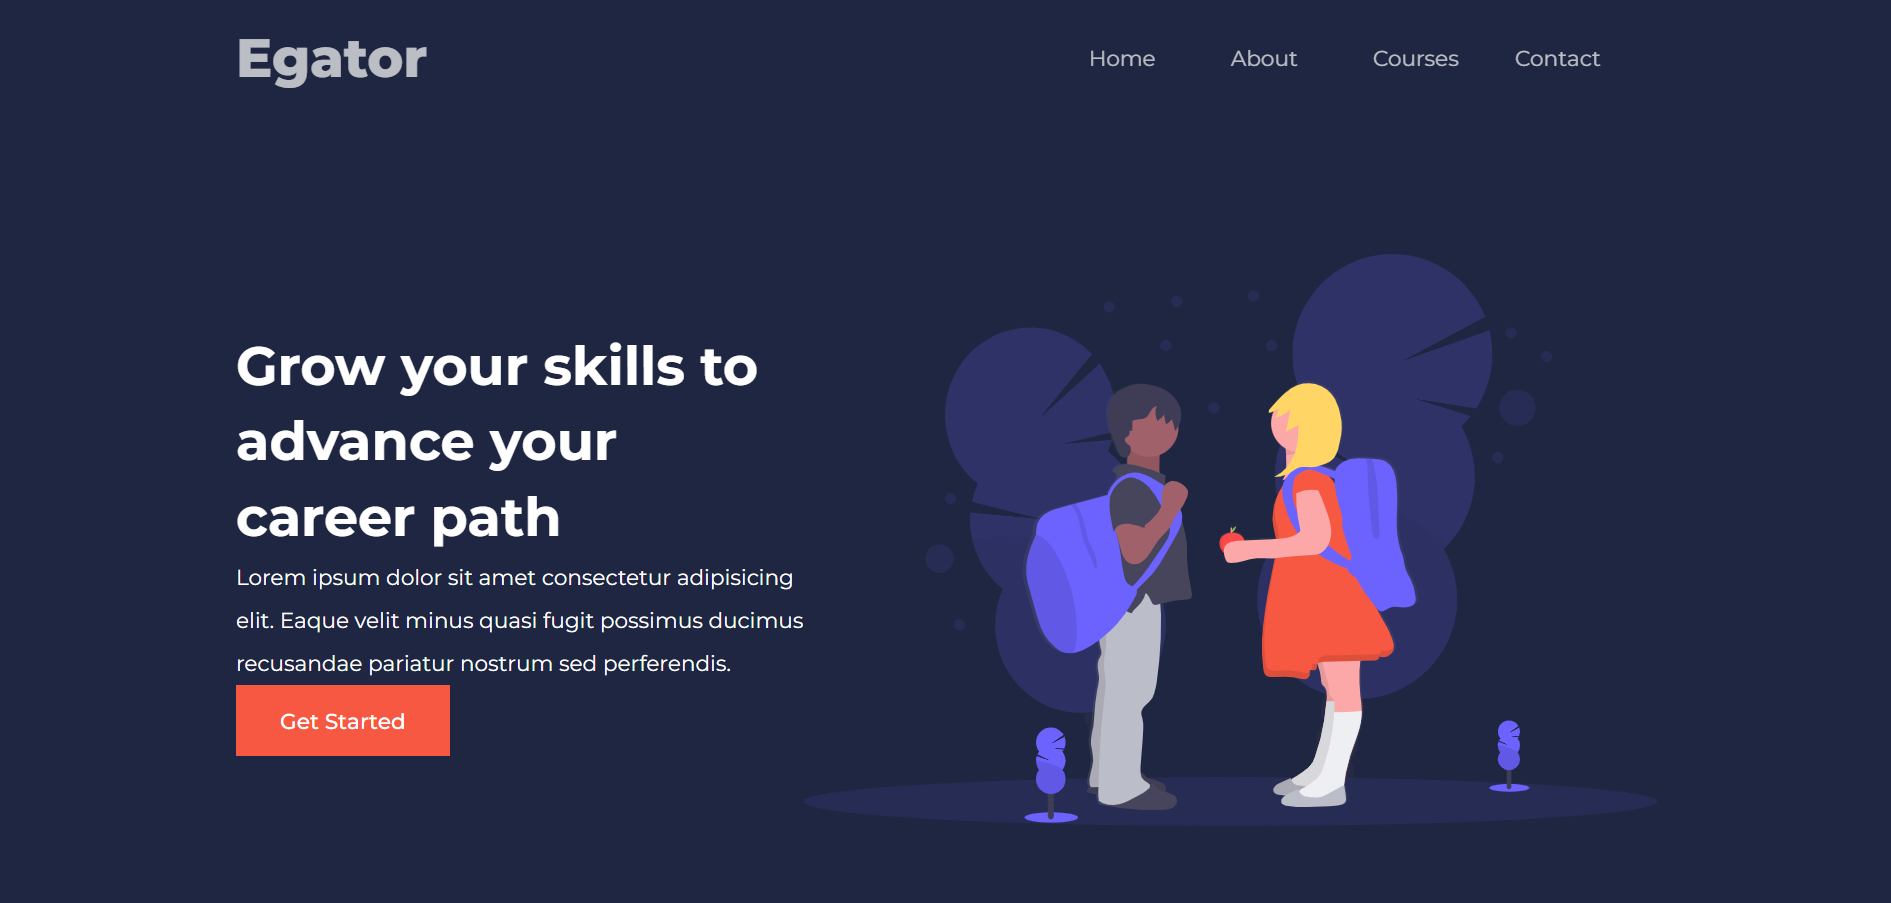 Egator
Home About Courses Contact
Grow your skills to
advance your
career path
Lorem ipsum dolor sit amet consectetur adipisicing
elit. Eaque velit minus quasi fugit possimus ducimus
recusandae pariatur nostrum sed perferendis.
Get Started